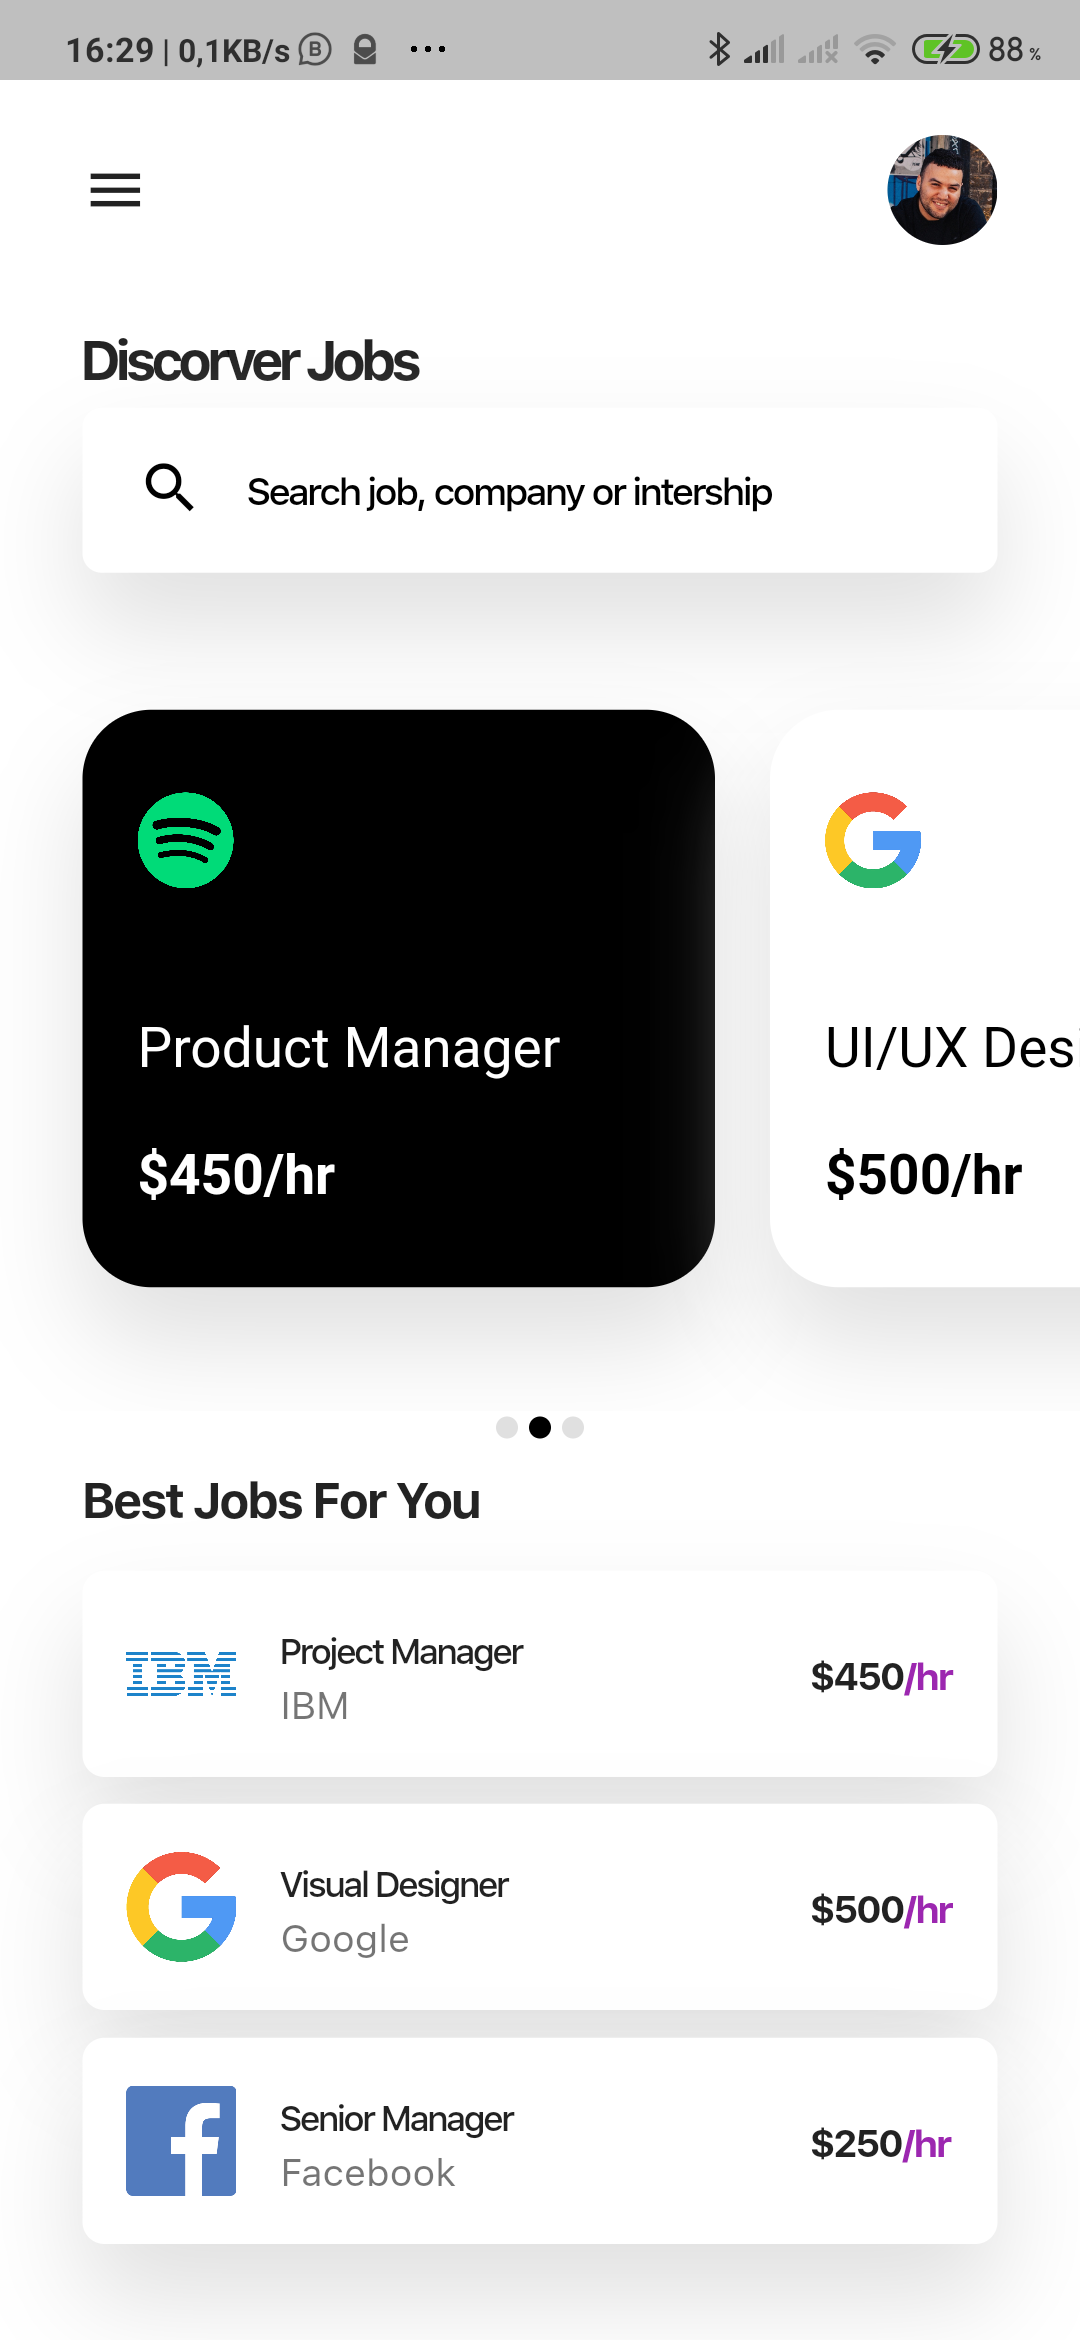 16:29 | 0,1KB/s B 88 %
Discorver Jobs
Search job, company or intership
Product Manager
$450/hr
UI/UX Desi
$500/hr
Best Jobs For You
IBM
Project Manager
IBM
$450/hr
Visual Designer
Google
$500/hr
Senior Manager
Facebook
$250/hr